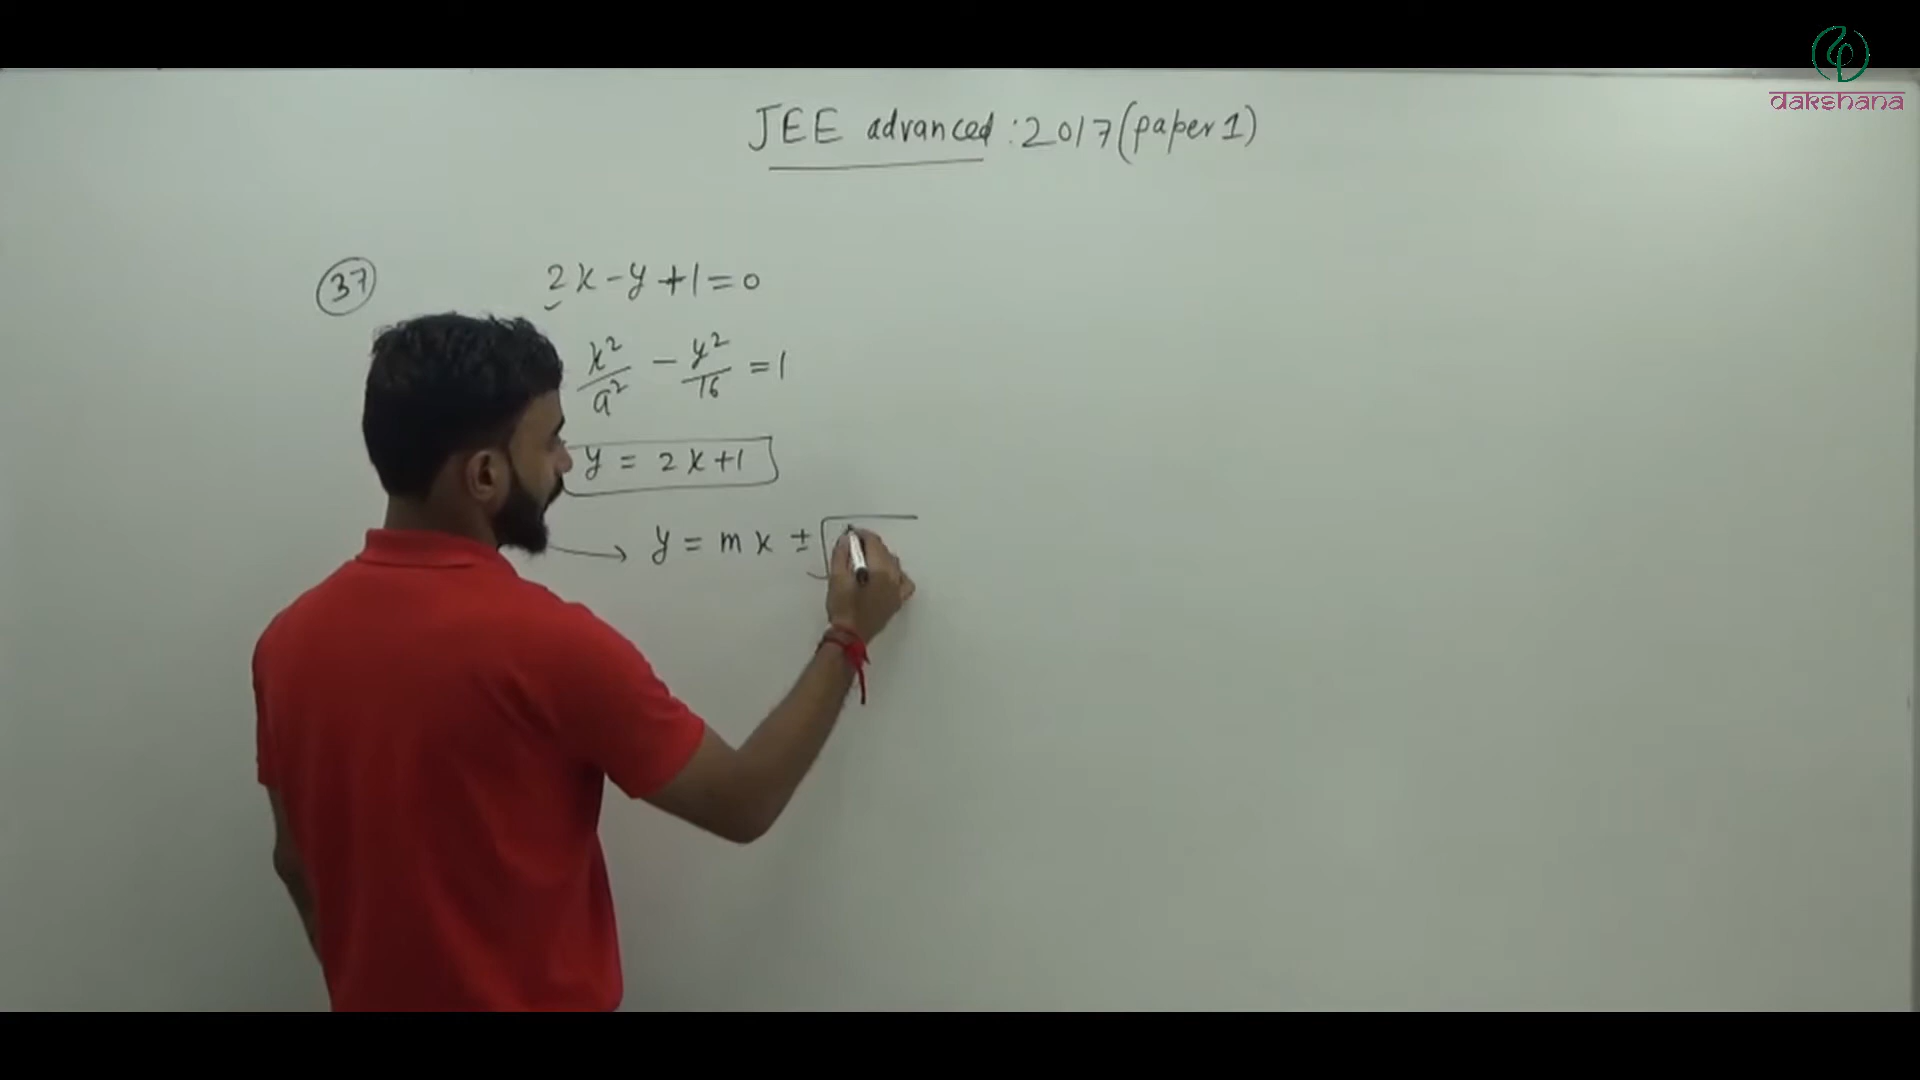 dakshana
JEE advanced : 2017 (paper 1)
37
2x - y + 1 = 0
x²/a² - y²/16 = 1
y = 2x+1
y = mx ± √